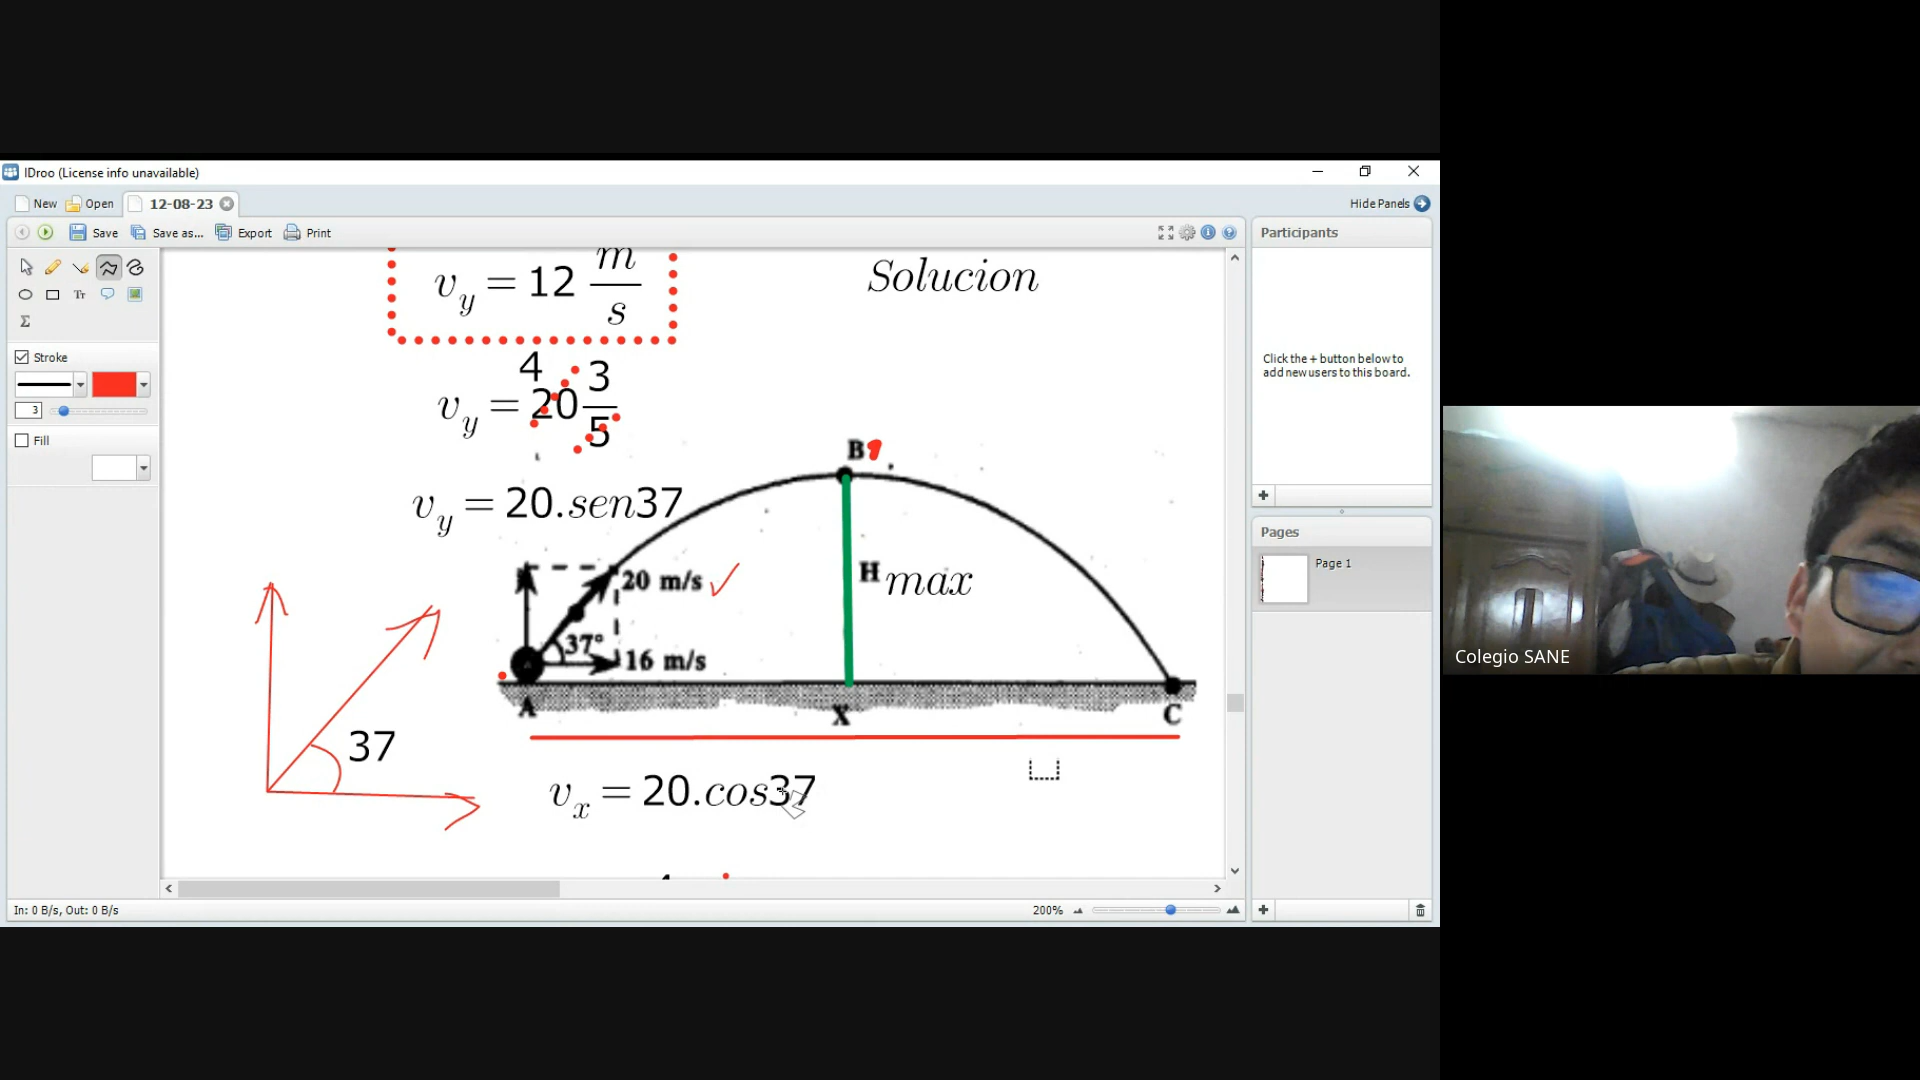 IDroo (License info unavailable)
New Open 12-08-23 Hide Panels
Save Save as... Export Print
Participants
Click the + button below to
add new users to this board.
Stroke
3
Fill
Tr
Σ
v_y = 12 m/s
Solucion
4
v_y = 20 3/5
v_y = 20.sen37
B
20 m/s
H max
37°
16 m/s
A X C
37
v_x = 20.cos37
Pages
Page 1
In: 0 B/s, Out: 0 B/s
200%
Colegio SANE